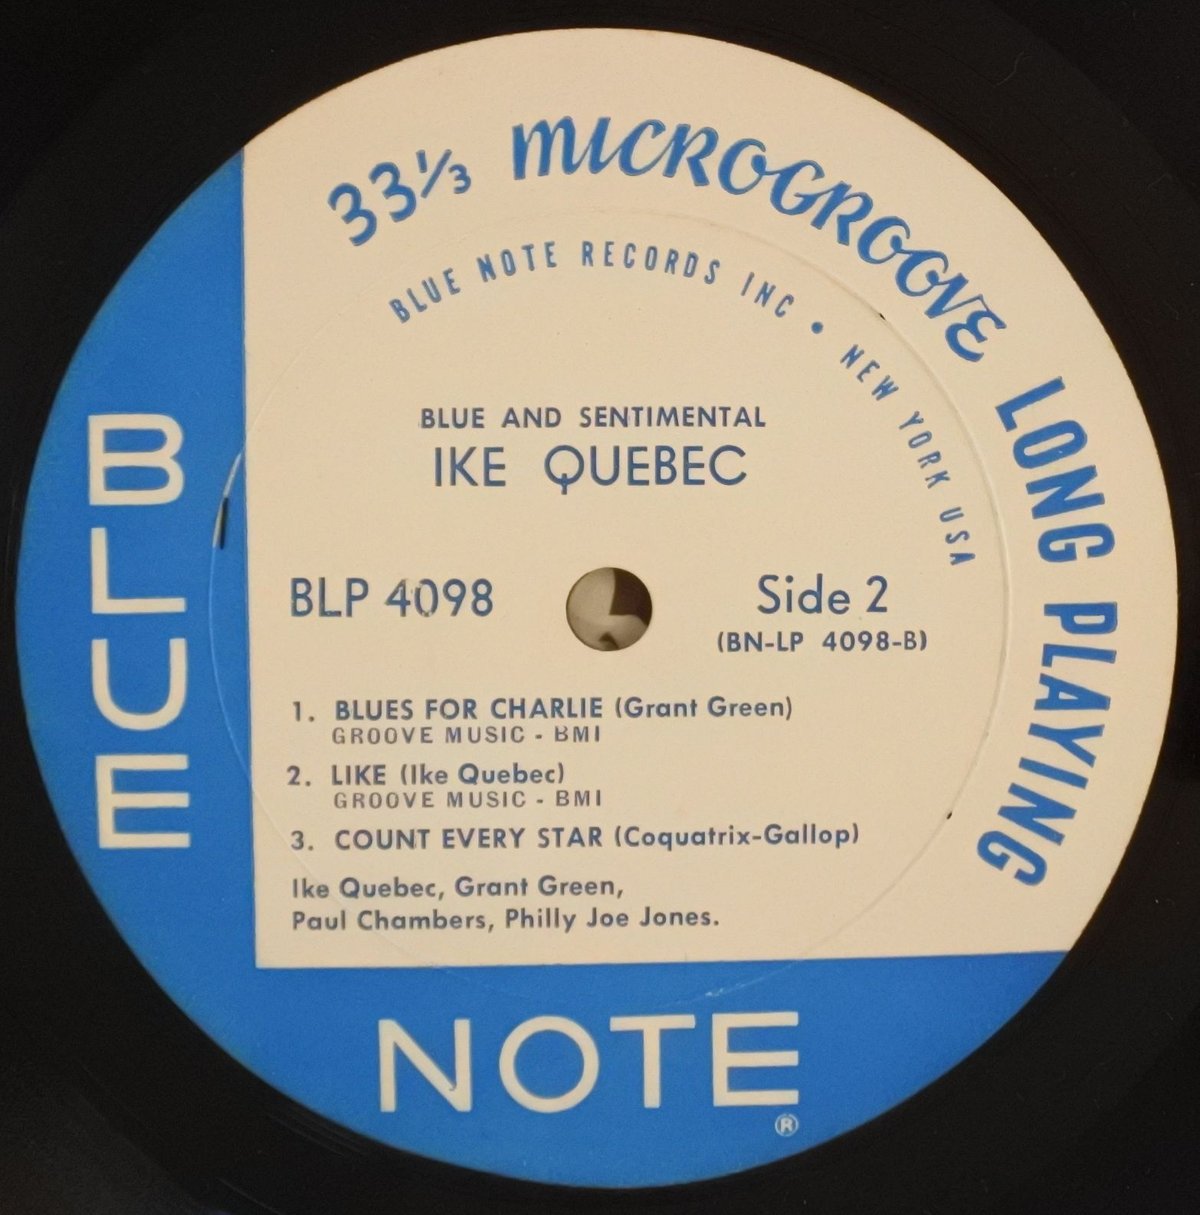 33⅓ MICROGROOVE LONG PLAYING
BLUE NOTE RECORDS INC • NEW YORK USA
BLUE AND SENTIMENTAL
IKE QUEBEC
BLP 4098
Side 2
(BN-LP 4098-B)
1. BLUES FOR CHARLIE (Grant Green)
GROOVE MUSIC - BMI
2. LIKE (Ike Quebec)
GROOVE MUSIC - BMI
3. COUNT EVERY STAR (Coquatrix-Gallop)
Ike Quebec, Grant Green,
Paul Chambers, Philly Joe Jones.
BLUE
NOTE
®